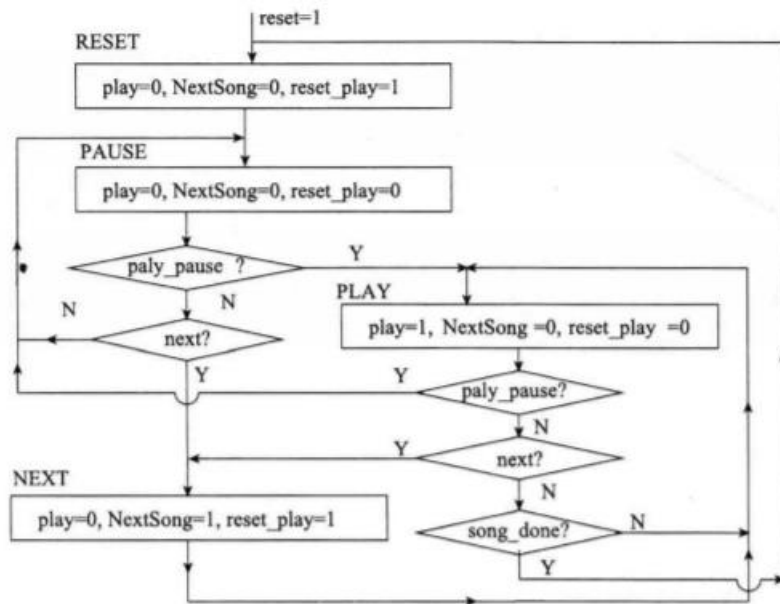 reset=1
RESET
play=0, NextSong=0, reset_play=1
PAUSE
play=0, NextSong=0, reset_play=0
paly_pause ?
Y
N
N
PLAY
play=1, NextSong =0, reset_play =0
next?
Y
Y
paly_pause?
N
Y
next?
N
NEXT
play=0, NextSong=1, reset_play=1
song_done?
N
Y